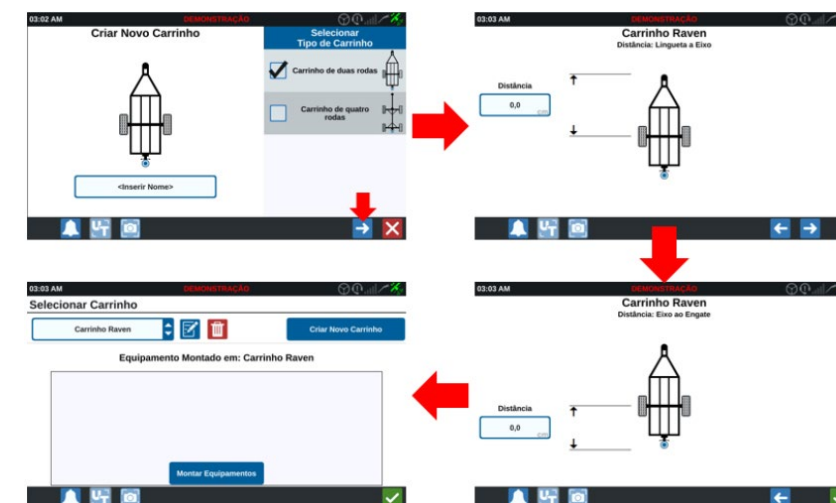 03:02 AM
DEMONSTRAÇÃO
Criar Novo Carrinho
Selecionar
Tipo de Carrinho
Carrinho de duas rodas
Carrinho de quatro
rodas
<Inserir Nome>
03:03 AM
DEMONSTRAÇÃO
Carrinho Raven
Distância: Lingueta a Eixo
Distância
0,0
cm
03:03 AM
DEMONSTRAÇÃO
Selecionar Carrinho
Carrinho Raven
Criar Novo Carrinho
Equipamento Montado em: Carrinho Raven
Montar Equipamentos
03:03 AM
DEMONSTRAÇÃO
Carrinho Raven
Distância: Eixo ao Engate
Distância
0,0
cm